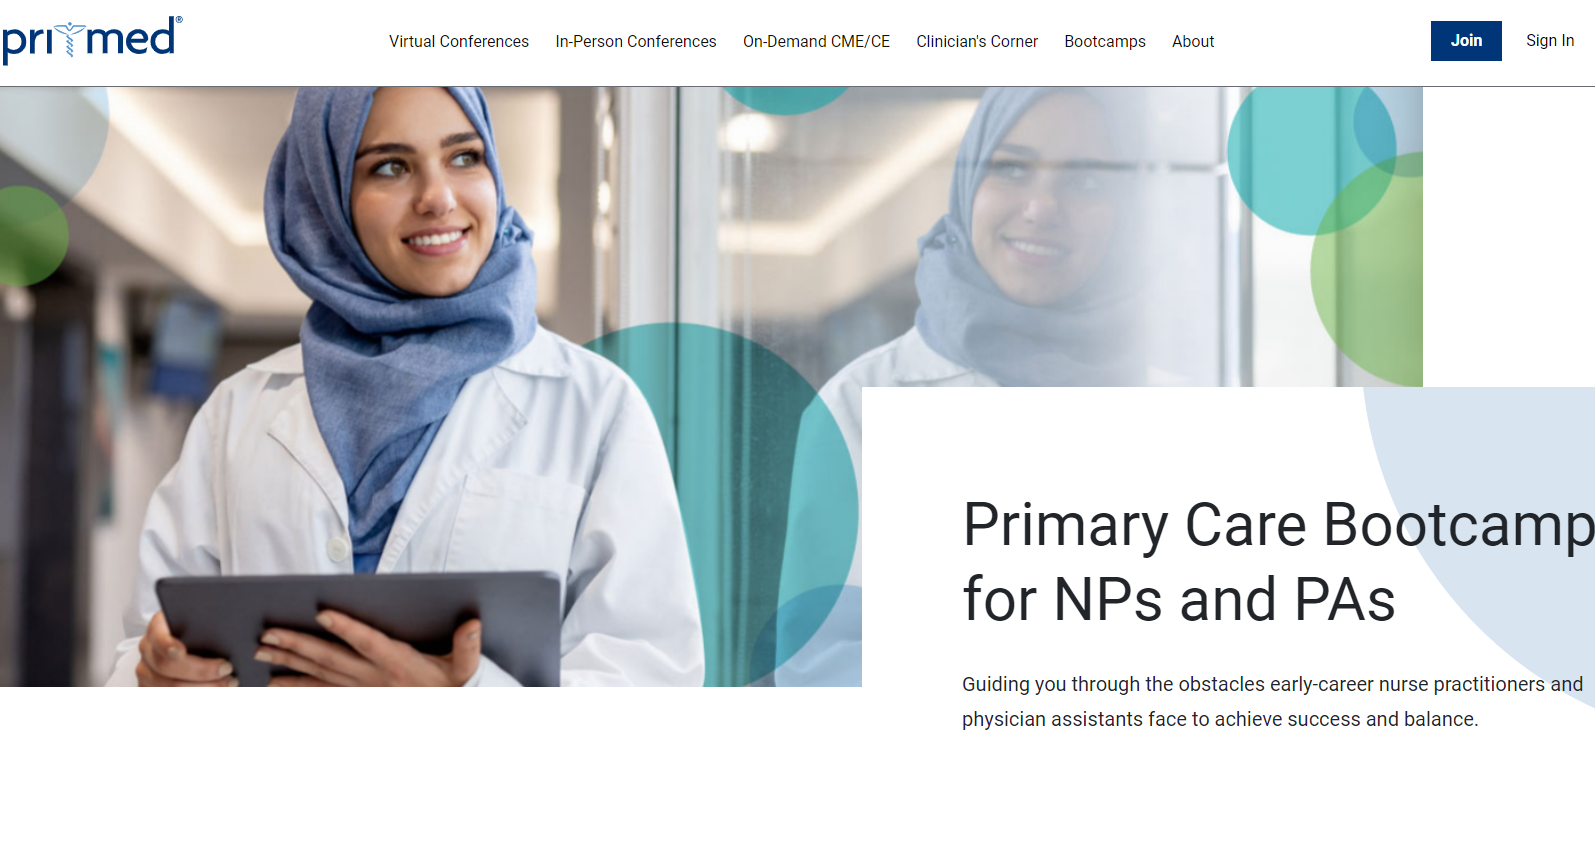 pri med®
Virtual Conferences
In-Person Conferences
On-Demand CME/CE
Clinician's Corner
Bootcamps
About
Join
Sign In
Primary Care Bootcamp
for NPs and PAs
Guiding you through the obstacles early-career nurse practitioners and
physician assistants face to achieve success and balance.